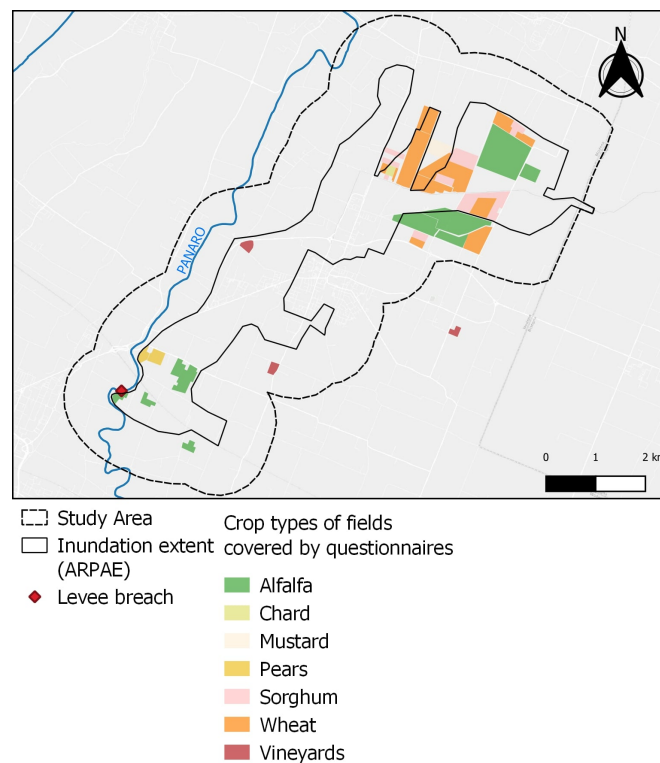 N
PANARO
0 1 2 km
Study Area
Inundation extent
(ARPAE)
Levee breach
Crop types of fields
covered by questionnaires
Alfalfa
Chard
Mustard
Pears
Sorghum
Wheat
Vineyards